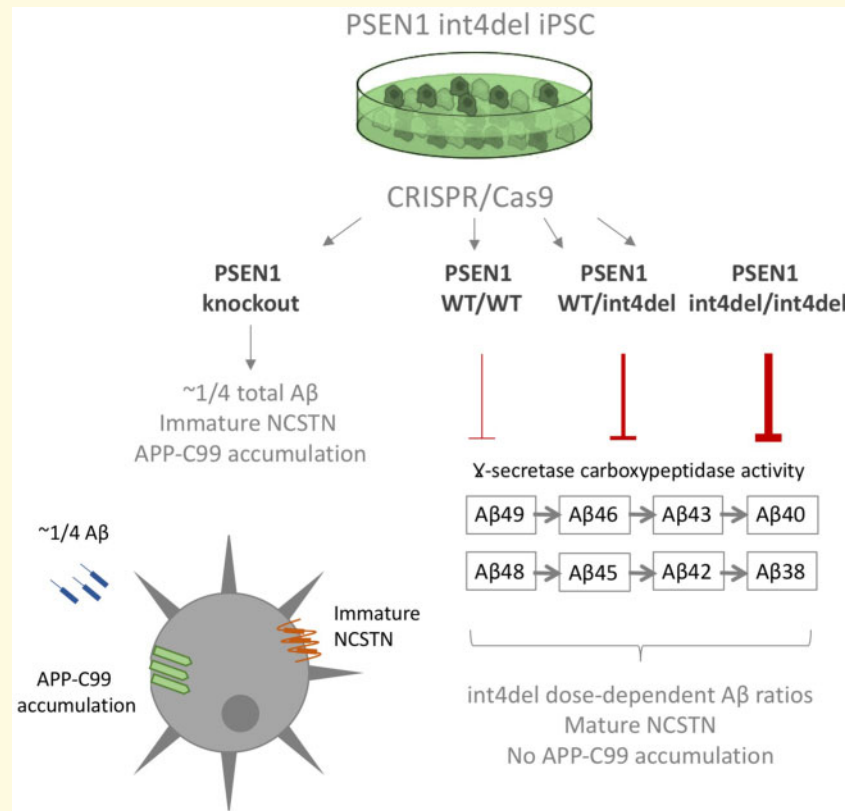 PSEN1 int4del iPSC
CRISPR/Cas9
PSEN1
knockout
PSEN1
WT/WT
PSEN1
WT/int4del
PSEN1
int4del/int4del
~1/4 total Aβ
Immature NCSTN
APP-C99 accumulation
Ɣ-secretase carboxypeptidase activity
Aβ49 Aβ46 Aβ43 Aβ40
Aβ48 Aβ45 Aβ42 Aβ38
~1/4 Aβ
Immature
NCSTN
APP-C99
accumulation
int4del dose-dependent Aβ ratios
Mature NCSTN
No APP-C99 accumulation